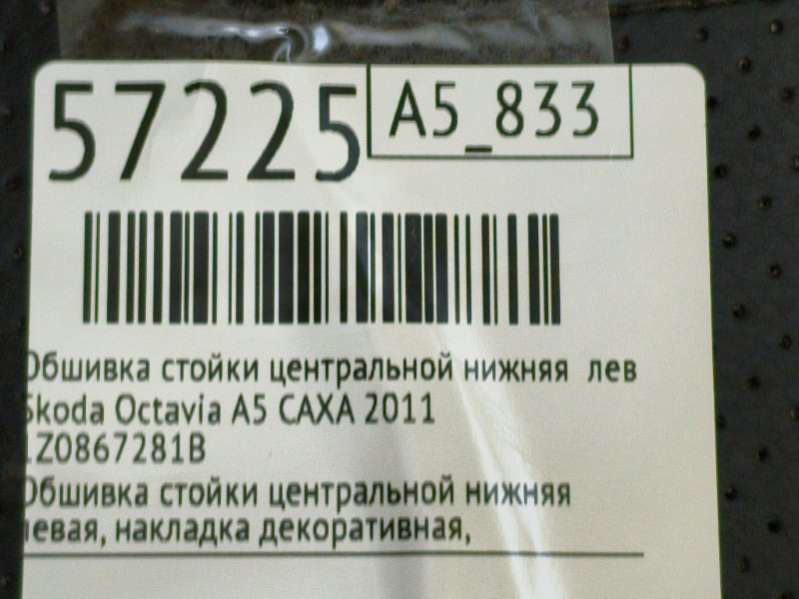 57225
A5_833
Обшивка стойки центральной нижняя лев
Skoda Octavia A5 CAXA 2011
1Z0867281B
Обшивка стойки центральной нижняя
левая, накладка декоративная,